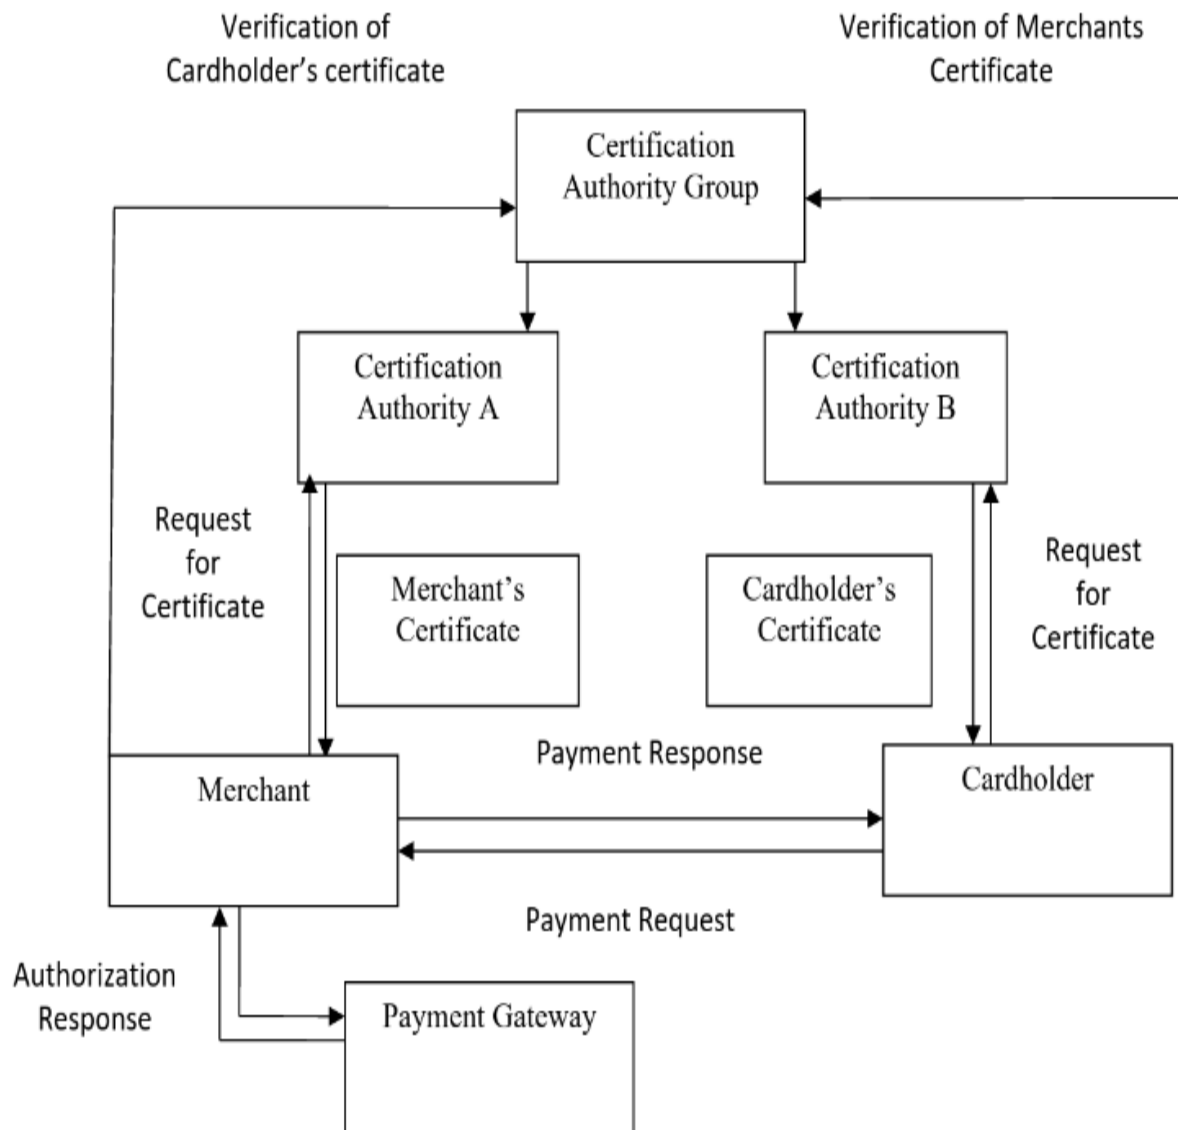 Verification of
Cardholder’s certificate
Verification of Merchants
Certificate
Certification
Authority Group
Certification
Authority A
Certification
Authority B
Request
for
Certificate
Merchant’s
Certificate
Cardholder’s
Certificate
Request
for
Certificate
Payment Response
Merchant
Cardholder
Payment Request
Authorization
Response
Payment Gateway